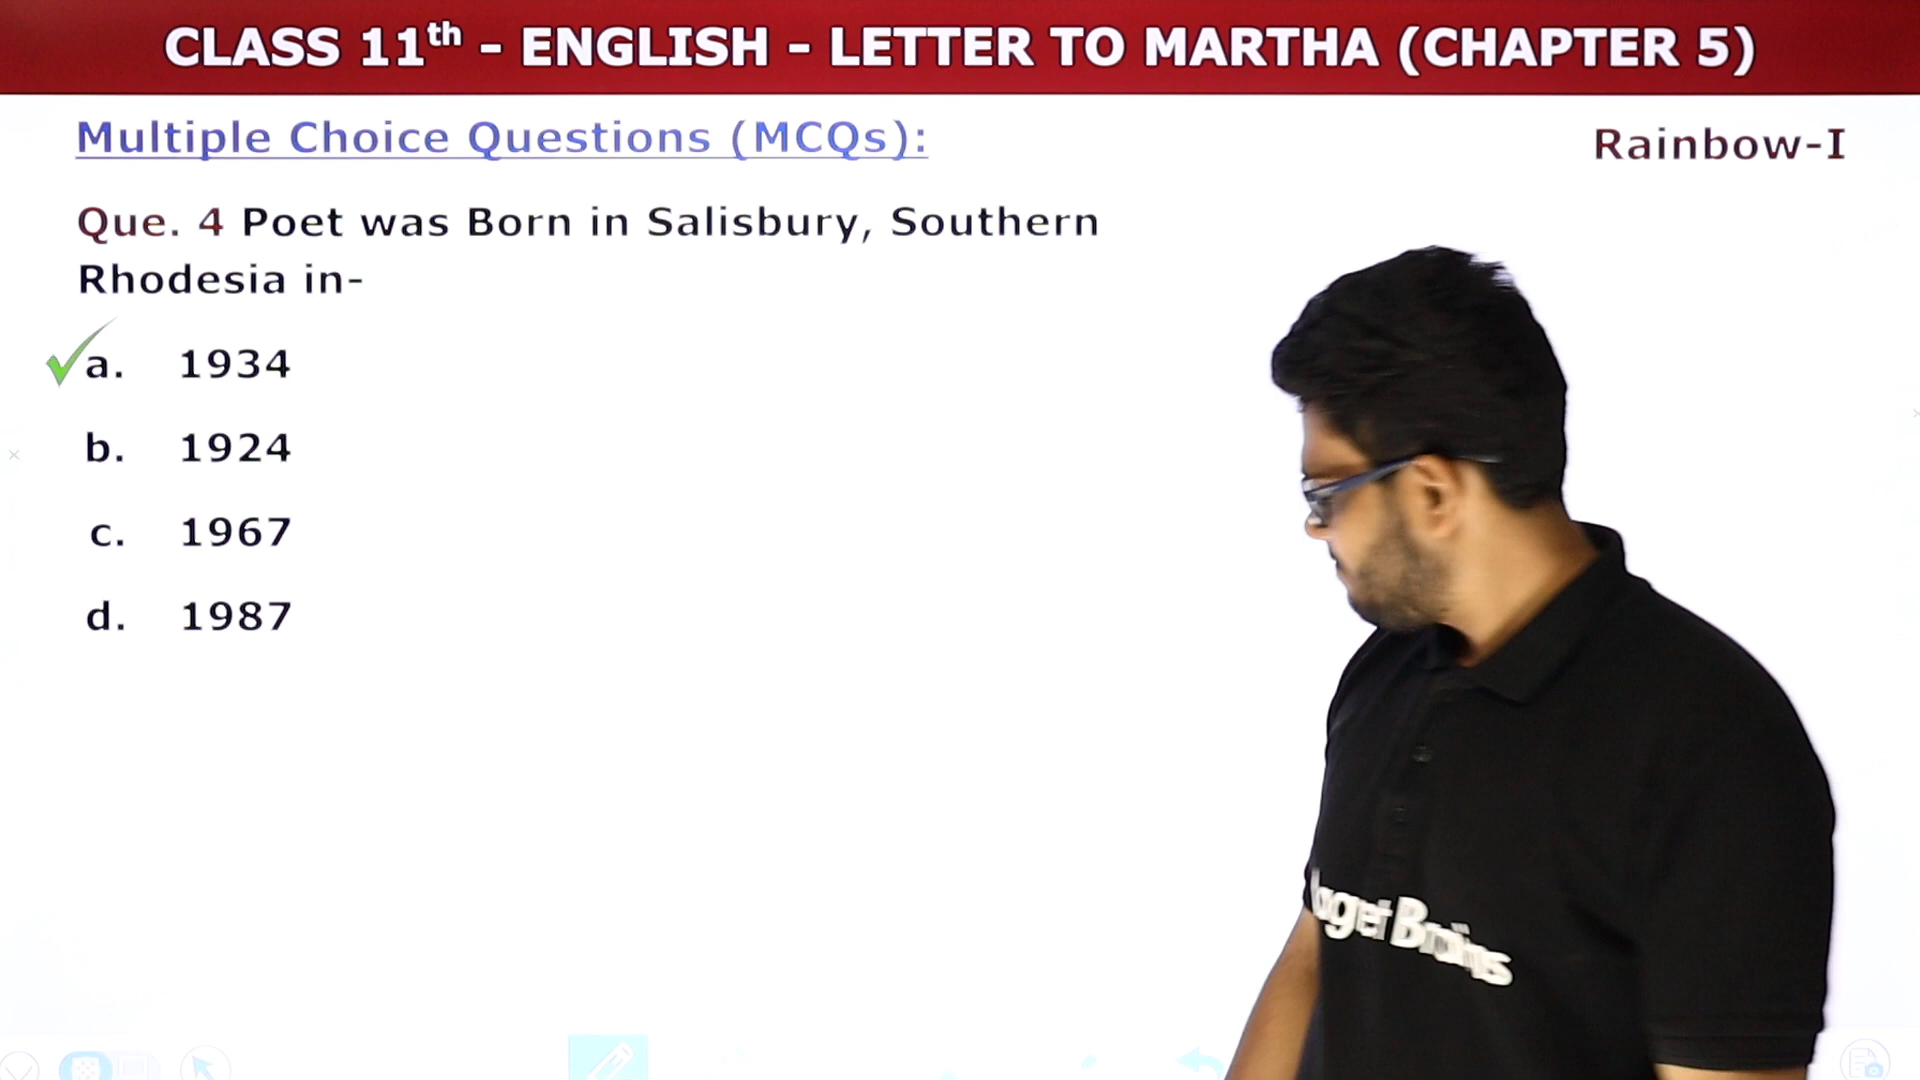 CLASS 11th - ENGLISH - LETTER TO MARTHA (CHAPTER 5)
Multiple Choice Questions (MCQs):
Rainbow-I
Que. 4 Poet was Born in Salisbury, Southern
Rhodesia in-
a. 1934
b. 1924
c. 1967
d. 1987
Brains